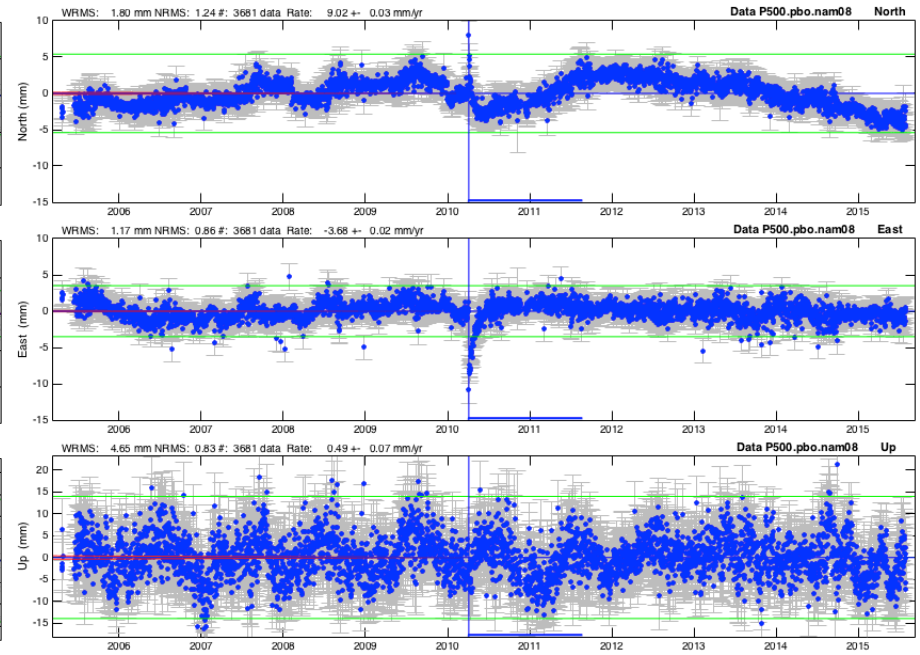 WRMS: 1.80 mm NRMS: 1.24 #: 3681 data Rate: 9.02 +- 0.03 mm/yr Data P500.pbo.nam08 North
10
5
0
-5
-10
-15
North (mm)
2006 2007 2008 2009 2010 2011 2012 2013 2014 2015
WRMS: 1.17 mm NRMS: 0.86 #: 3681 data Rate: -3.68 +- 0.02 mm/yr Data P500.pbo.nam08 East
10
5
0
-5
-10
-15
East (mm)
2006 2007 2008 2009 2010 2011 2012 2013 2014 2015
WRMS: 4.65 mm NRMS: 0.83 #: 3681 data Rate: 0.49 +- 0.07 mm/yr Data P500.pbo.nam08 Up
20
15
10
5
0
-5
-10
-15
Up (mm)
2006 2007 2008 2009 2010 2011 2012 2013 2014 2015